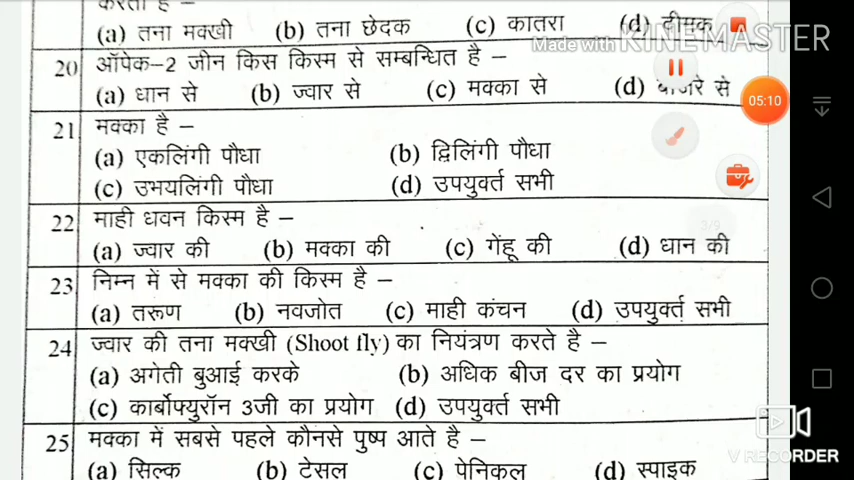 करता है –
(a) तना मक्खी (b) तना छेदक (c) कातरा (d) दीमक
Made with KINEMASTER
20 ऑपेक–2 जीन किस किस्म से सम्बन्धित है –
(a) धान से (b) ज्वार से (c) मक्का से (d) बाजरे से
05:10
21 मक्का है –
(a) एकलिंगी पौधा (b) द्विलिंगी पौधा
(c) उभयलिंगी पौधा (d) उपयुर्क्त सभी
3/9
22 माही धवन किस्म है –
(a) ज्वार की (b) मक्का की (c) गेंहू की (d) धान की
23 निम्न में से मक्का की किस्म है –
(a) तरूण (b) नवजोत (c) माही कंचन (d) उपयुर्क्त सभी
24 ज्वार की तना मक्खी (Shoot fly) का नियंत्रण करते है –
(a) अगेती बुआई करके (b) अधिक बीज दर का प्रयोग
(c) कार्बोफ्युरॉन 3जी का प्रयोग (d) उपयुर्क्त सभी
25 मक्का में सबसे पहले कौनसे पुष्प आते है –
(a) सिल्क (b) टेसल (c) पेनिकल (d) स्पाइक
V RECORDER